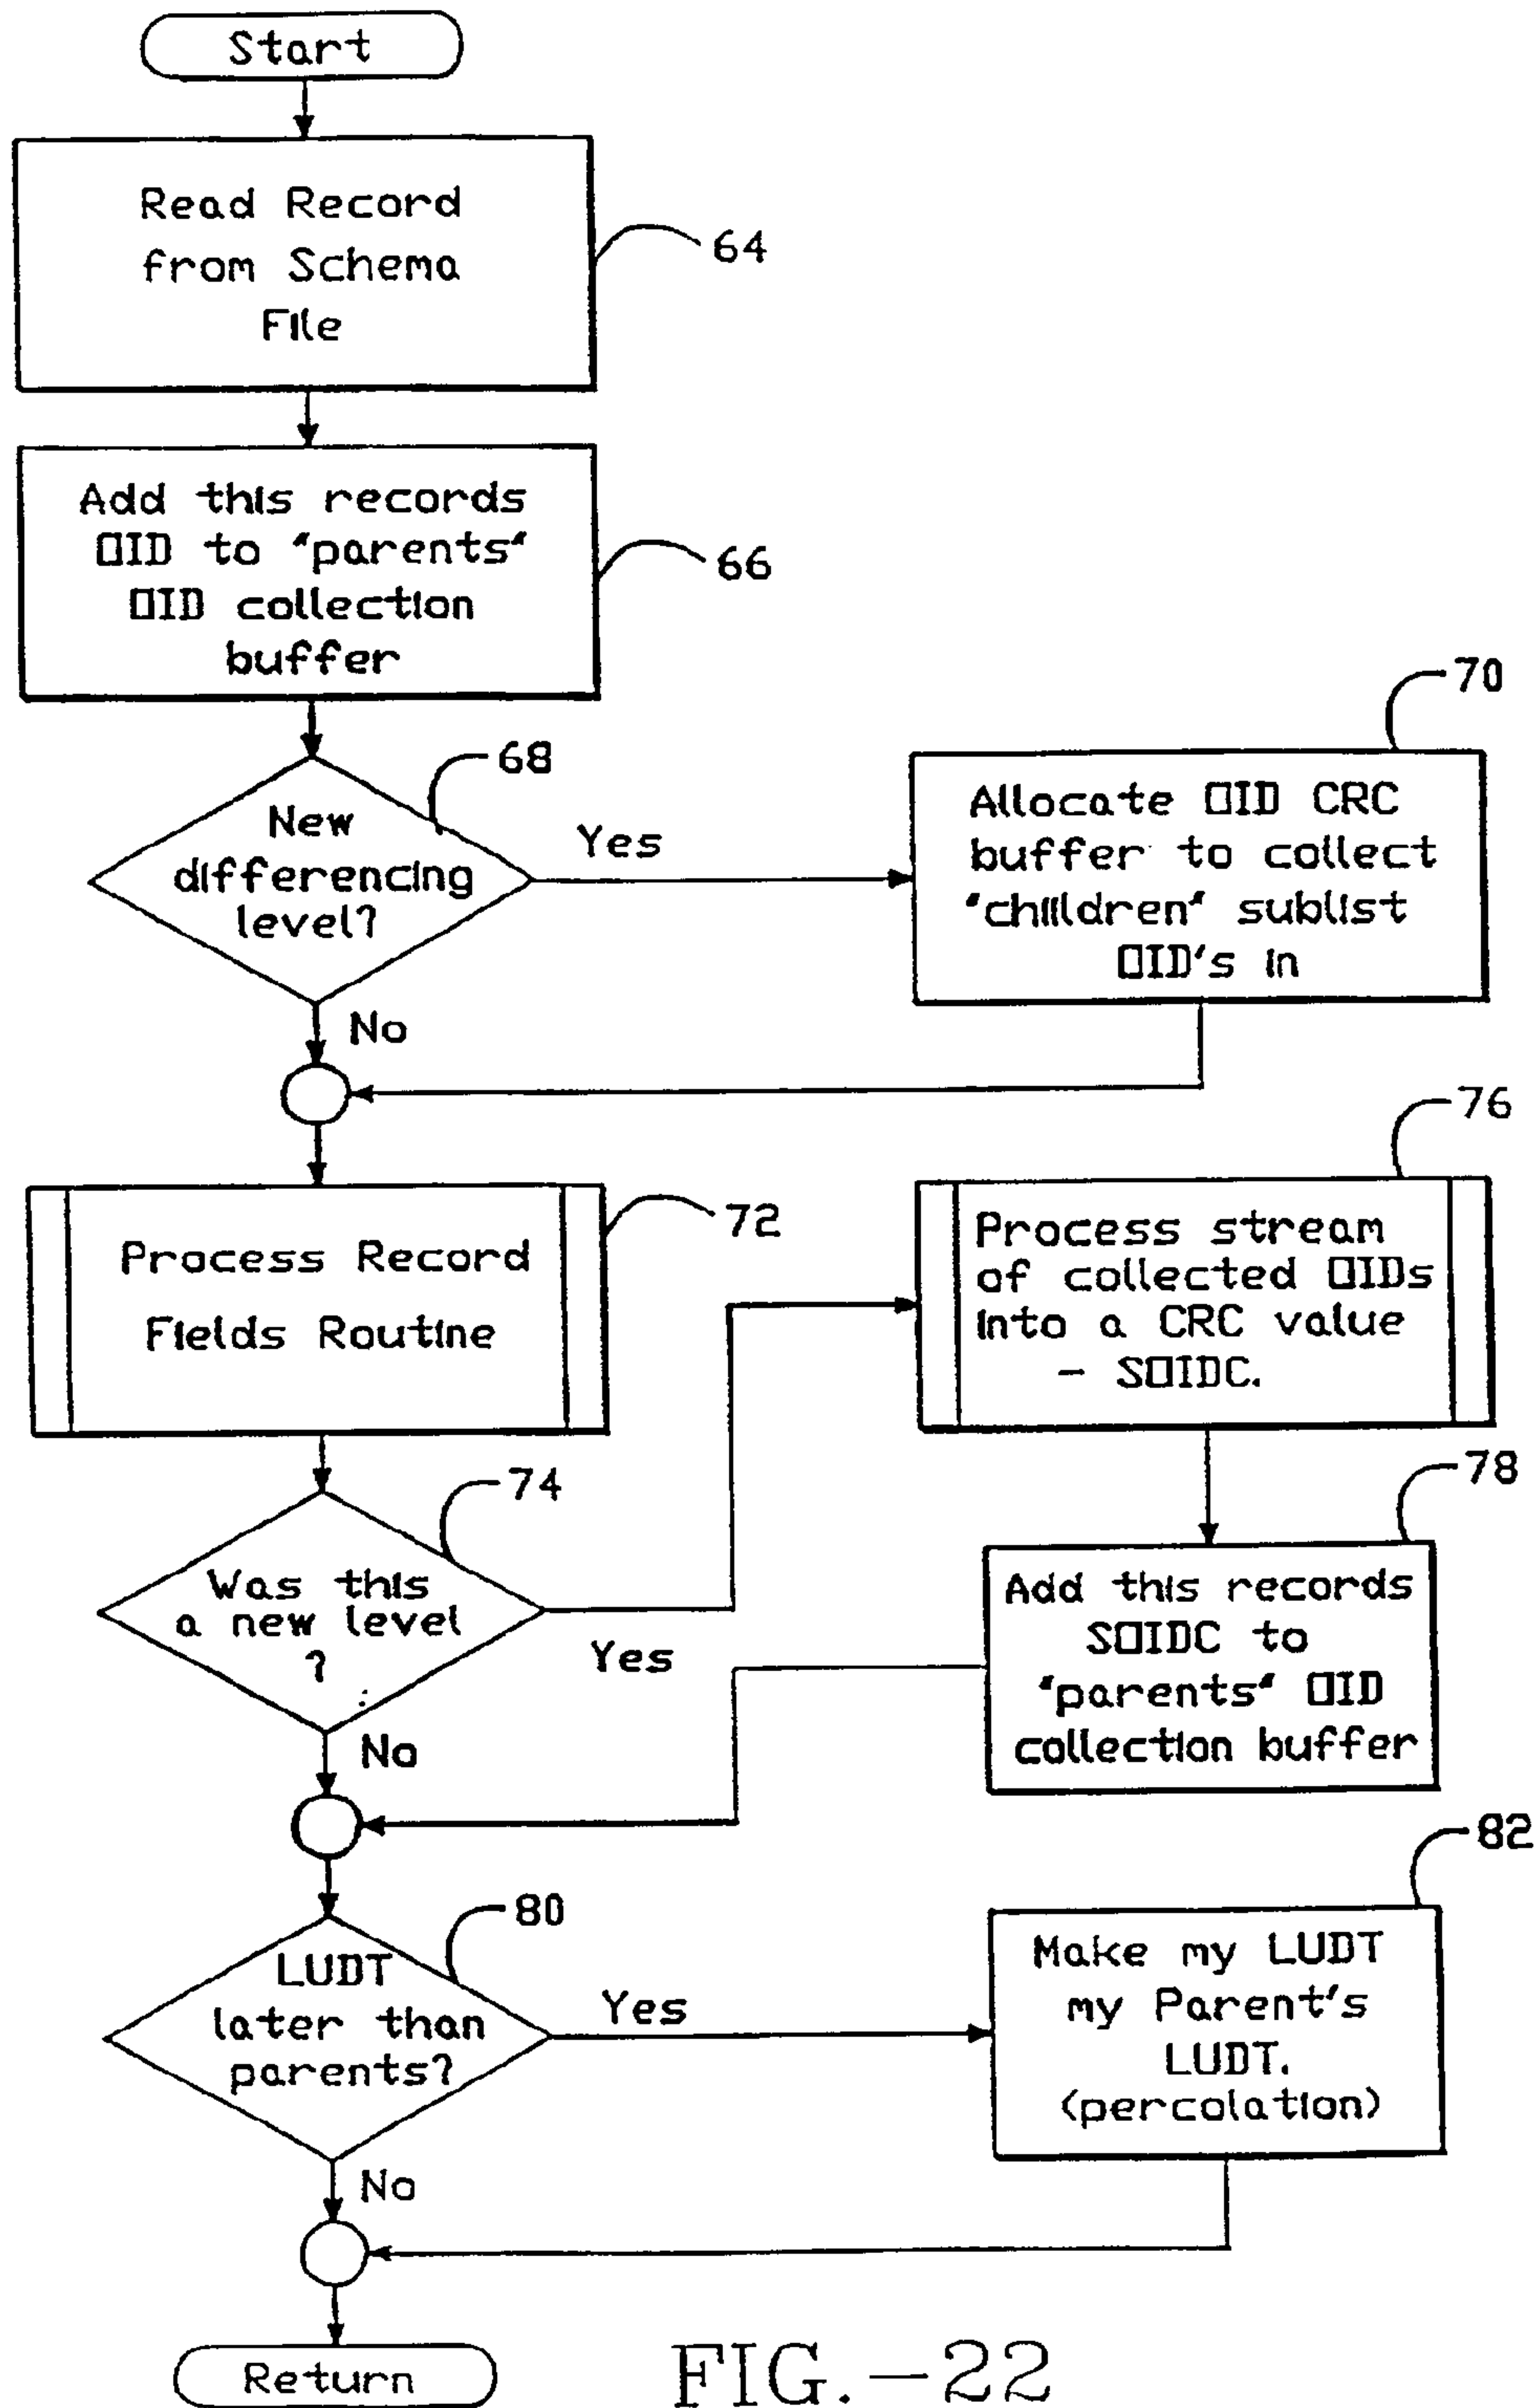 Start
Read Record
from Schema
File
64
Add this records
OID to "parents"
OID collection
buffer
66
New
differencing
level?
68
Yes
No
Allocate OID CRC
buffer to collect
"children" sublist
OID's in
70
Process Record
Fields Routine
72
Process stream
of collected OIDs
into a CRC value
- SOIDC.
76
Was this
a new level
?
74
Yes
No
Add this records
SOIDC to
"parents" OID
collection buffer
78
LUDT
later than
parents?
80
Yes
No
Make my LUDT
my Parent's
LUDT.
(percolation)
82
Return
FIG.-22